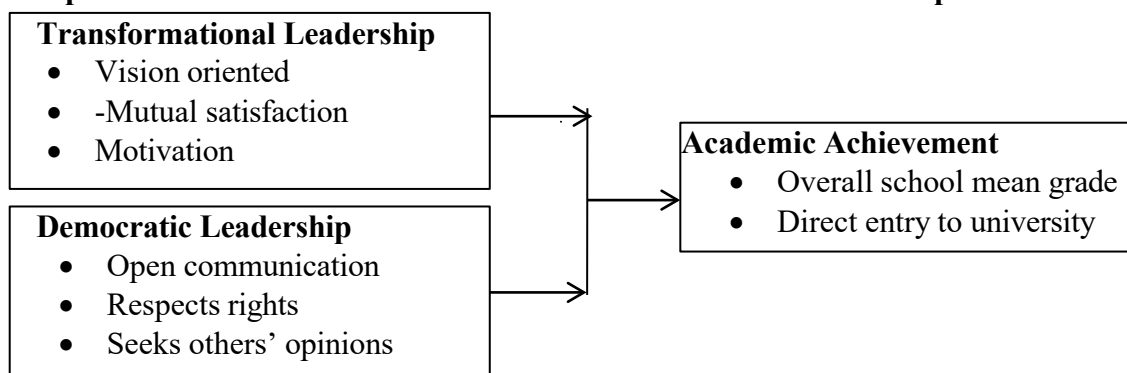 Transformational Leadership
• Vision oriented
• -Mutual satisfaction
• Motivation
Academic Achievement
• Overall school mean grade
• Direct entry to university
Democratic Leadership
• Open communication
• Respects rights
• Seeks others’ opinions